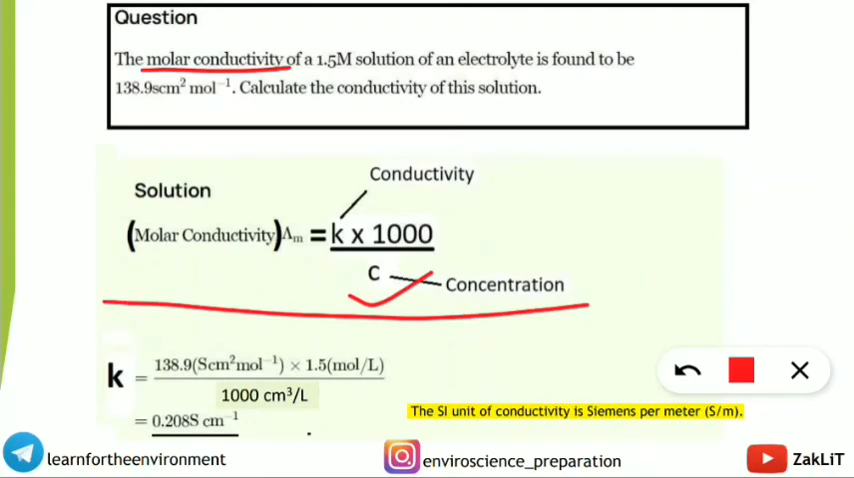 Question
The molar conductivity of a 1.5M solution of an electrolyte is found to be
138.9scm² mol⁻¹. Calculate the conductivity of this solution.
Conductivity
Solution
(Molar Conductivity)Λm = k x 1000
C
Concentration
k = 138.9(Scm²mol⁻¹) × 1.5(mol/L)
1000 cm³/L
= 0.208S cm⁻¹
The SI unit of conductivity is Siemens per meter (S/m).
learnfortheenvironment
enviroscience_preparation
ZakLiT